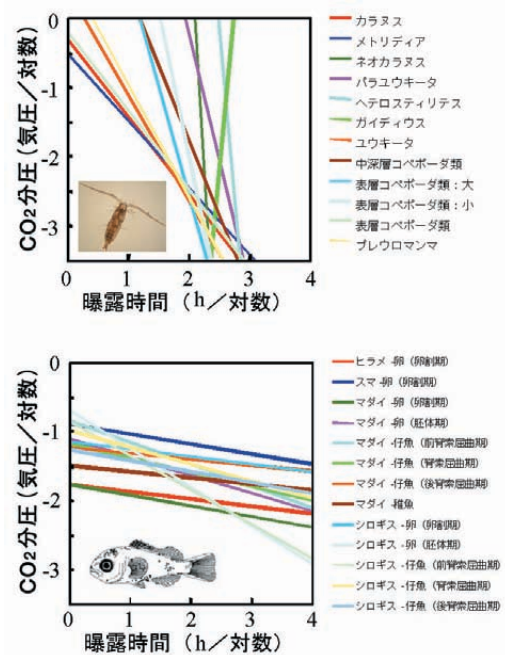 0
-1
-2
-3
CO2分圧(気圧/対数)
0 1 2 3 4
曝露時間(h/対数)
カラヌス
メトリディア
ネオカラヌス
パラユウキータ
ヘテロスティリテス
ガイディウス
ユウキータ
中深層コペポーダ類
表層コペポーダ類:大
表層コペポーダ類:小
表層コペポーダ類
プレウロマンマ
0
-1
-2
-3
CO2分圧(気圧/対数)
0 1 2 3 4
曝露時間(h/対数)
ヒラメ-卵(卵割期)
スマ-卵(卵割期)
マダイ-卵(卵割期)
マダイ-卵(胚体期)
マダイ-仔魚(前脊索屈曲期)
マダイ-仔魚(脊索屈曲期)
マダイ-仔魚(後脊索屈曲期)
マダイ-稚魚
シロギス-卵(卵割期)
シロギス-卵(胚体期)
シロギス-仔魚(前脊索屈曲期)
シロギス-仔魚(脊索屈曲期)
シロギス-仔魚(後脊索屈曲期)